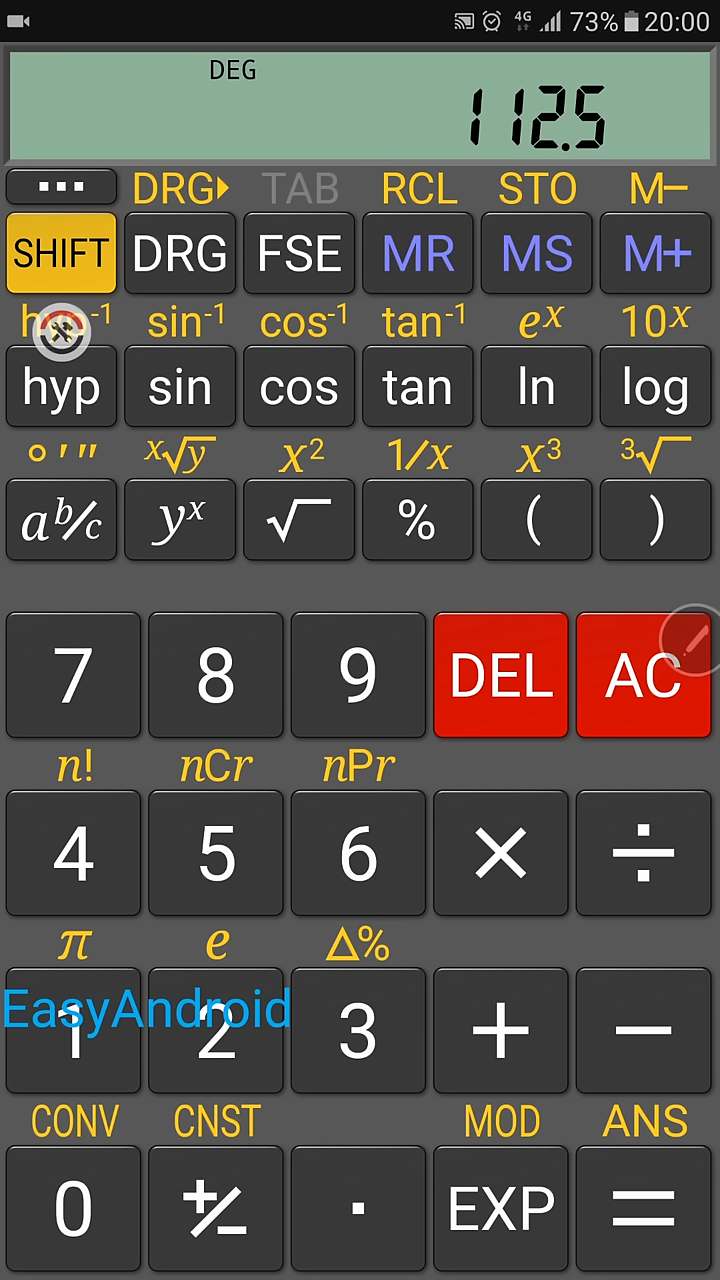 4G 73% 20:00
DEG
112.5
... DRG▸ TAB RCL STO M−
SHIFT DRG FSE MR MS M+
sin⁻¹ cos⁻¹ tan⁻¹ eˣ 10ˣ
hyp sin cos tan ln log
° ′ ″ ˣ√y x² 1/x x³ ³√
a b/c yˣ √ % ( )
7 8 9 DEL AC
n! nCr nPr
4 5 6 × ÷
π e Δ%
EasyAndroid
1 2 3 + −
CONV CNST MOD ANS
0 +/− . EXP =